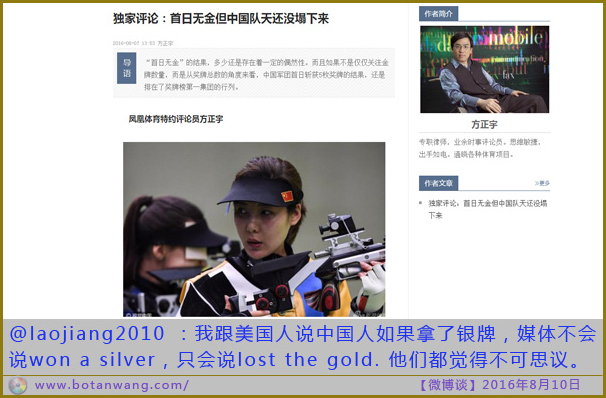 独家评论：首日无金但中国队天还没塌下来
2016-08-07 13:53 方正宇
导语
“首日无金”的结果，多少还是存在着一定的偶然性。而且如果不是仅仅关注金
牌数量，而是从奖牌总数的角度来看，中国军团首日斩获5枚奖牌的结果，还是
排在了奖牌榜第一集团的行列。
凤凰体育特约评论员方正宇
作者简介
mobile
方正宇
专职律师，业余时事评论员。思维敏捷，
出手如电，通晓各种体育项目。
作者文章
≫更多
独家评论：首日无金但中国队天还没塌
下来
@laojiang2010 ：我跟美国人说中国人如果拿了银牌，媒体不会
说won a silver，只会说lost the gold. 他们都觉得不可思议。
www.botanwang.com/
【微博谈】2016年8月10日